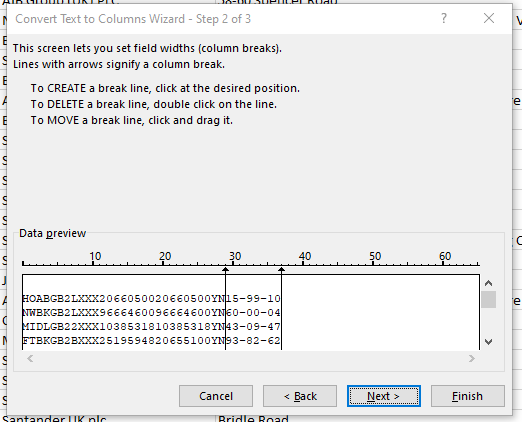 38-60 Spencer Road
Convert Text to Columns Wizard - Step 2 of 3
?
This screen lets you set field widths (column breaks).
Lines with arrows signify a column break.
To CREATE a break line, click at the desired position.
To DELETE a break line, double click on the line.
To MOVE a break line, click and drag it.
Data preview
10 20 30 40 50 60
HOABGB2LXXX2066050020660500YN15-99-10
NWBKGB2LXXX9666460096664600YN60-00-04
MIDLGB22XXX1038531810385318YN43-09-47
FTBKGB2BXXX2519594820655100YN93-82-62
Cancel < Back Next > Finish
Santander UK plc Bridle Road